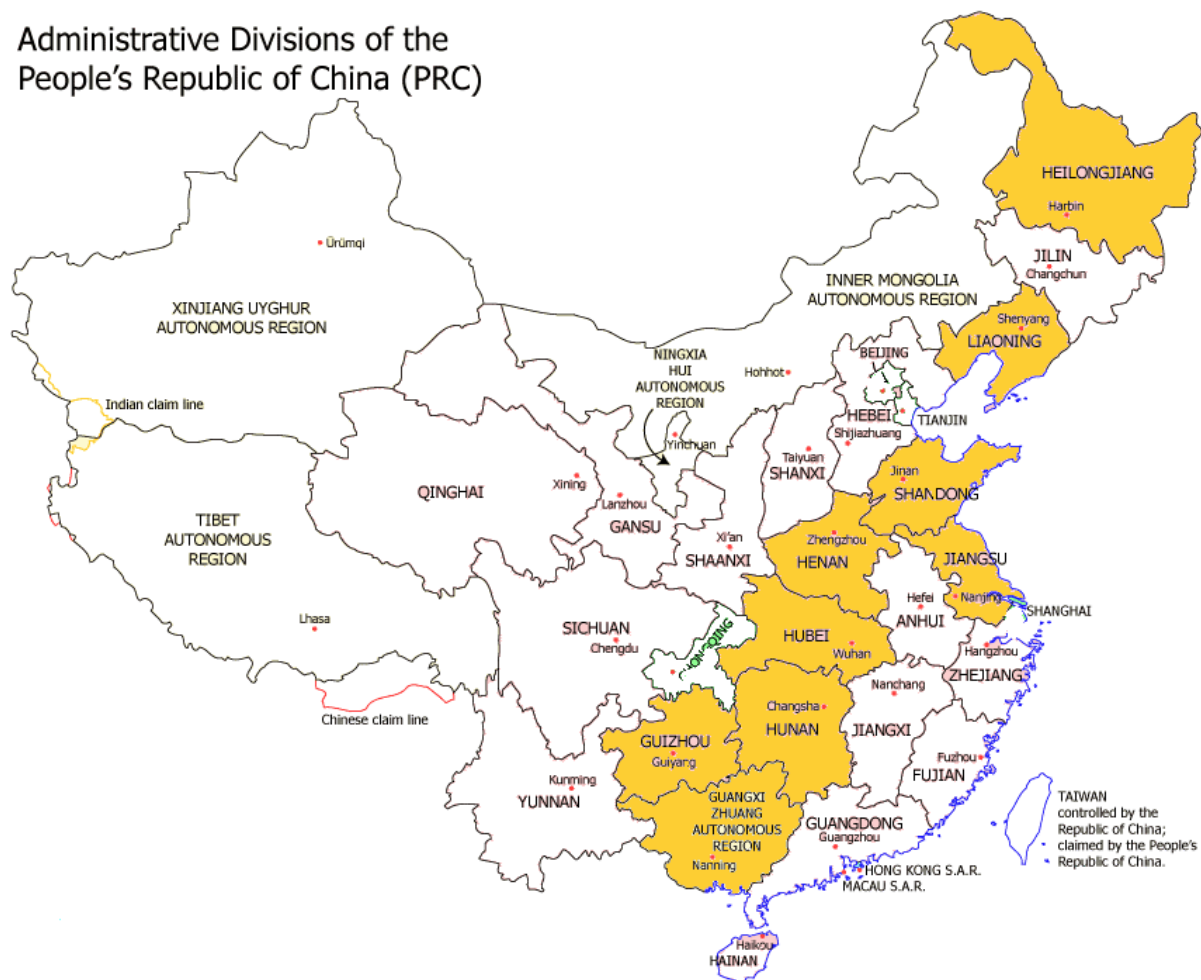 Administrative Divisions of the
People's Republic of China (PRC)
HEILONGJIANG
Harbin
JILIN
Changchun
Ürümqi
INNER MONGOLIA
AUTONOMOUS REGION
XINJIANG UYGHUR
AUTONOMOUS REGION
Shenyang
LIAONING
NINGXIA
HUI
AUTONOMOUS
REGION
BEIJING
Hohhot
Indian claim line
HEBEI
TIANJIN
Shijiazhuang
Yinchuan
Taiyuan
SHANXI
Jinan
SHANDONG
QINGHAI
Xining
Lanzhou
GANSU
TIBET
AUTONOMOUS
REGION
Xi'an
SHAANXI
Zhengzhou
HENAN
JIANGSU
Nanjing
Hefei
ANHUI
SHANGHAI
Lhasa
SICHUAN
Chengdu
HUBEI
Wuhan
Hangzhou
ZHEJIANG
Nanchang
JIANGXI
Changsha
HUNAN
Chinese claim line
GUIZHOU
Guiyang
Fuzhou
FUJIAN
Kunming
YUNNAN
GUANGXI
ZHUANG
AUTONOMOUS
REGION
Nanning
GUANGDONG
Guangzhou
TAIWAN
controlled by the
Republic of China;
claimed by the People's
Republic of China.
HONG KONG S.A.R.
MACAU S.A.R.
Haikou
HAINAN